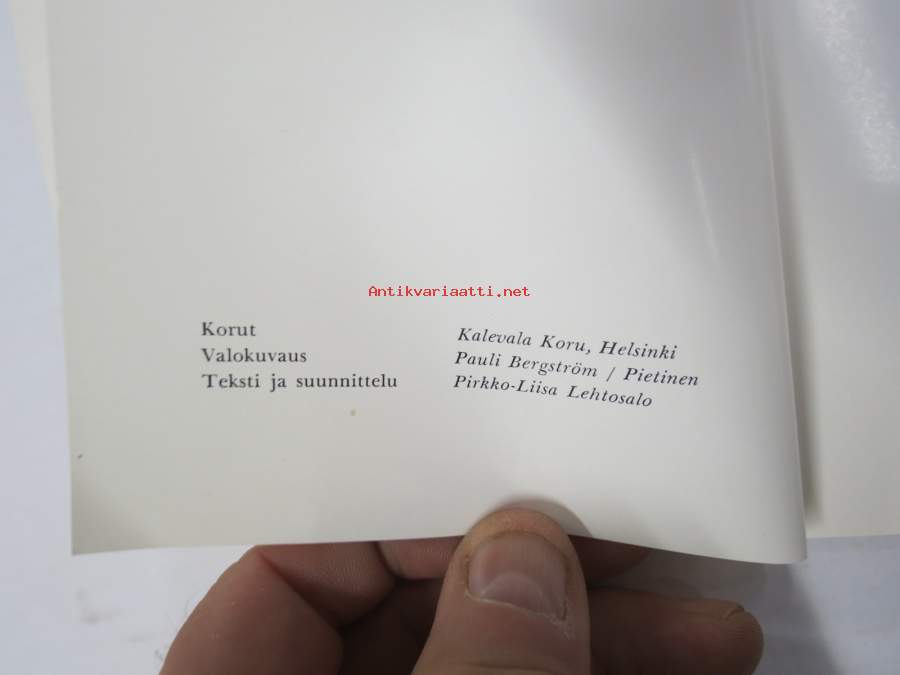 Antikvariaatti.net
Korut Kalevala Koru, Helsinki
Valokuvaus Pauli Bergström / Pietinen
Teksti ja suunnittelu Pirkko-Liisa Lehtosalo